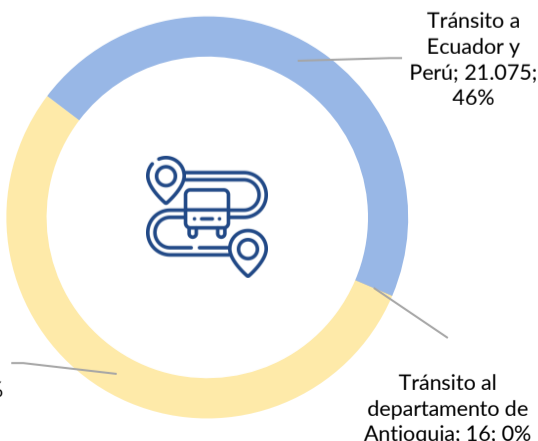 Tránsito a
Ecuador y
Perú; 21.075;
46%
%
Tránsito al
departamento de
Antioquia; 16; 0%